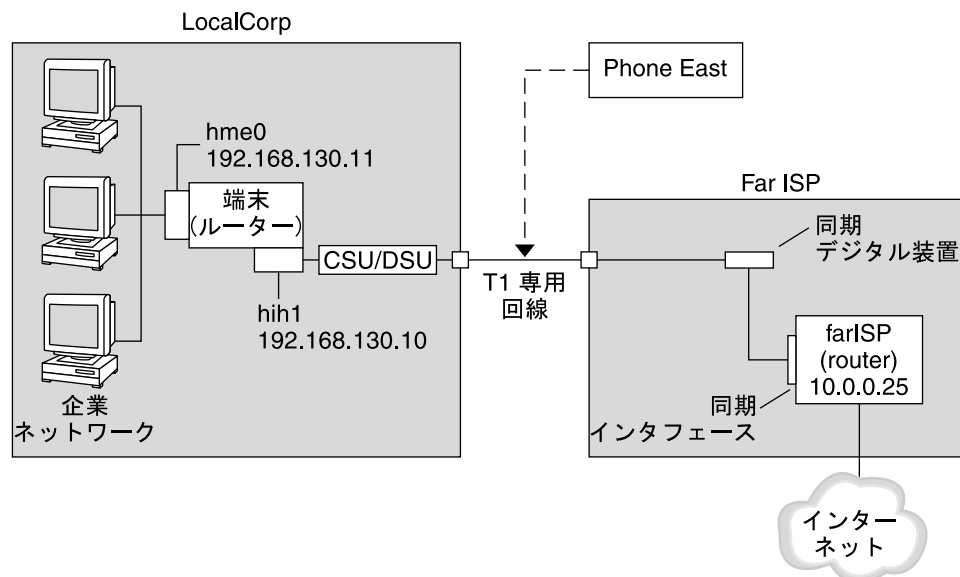 LocalCorp
Phone East
hme0
192.168.130.11
端末
(ルーター)
CSU/DSU
hih1
192.168.130.10
企業
ネットワーク
T1 専用
回線
Far ISP
同期
デジタル装置
farISP
(router)
10.0.0.25
同期
インタフェース
インター
ネット